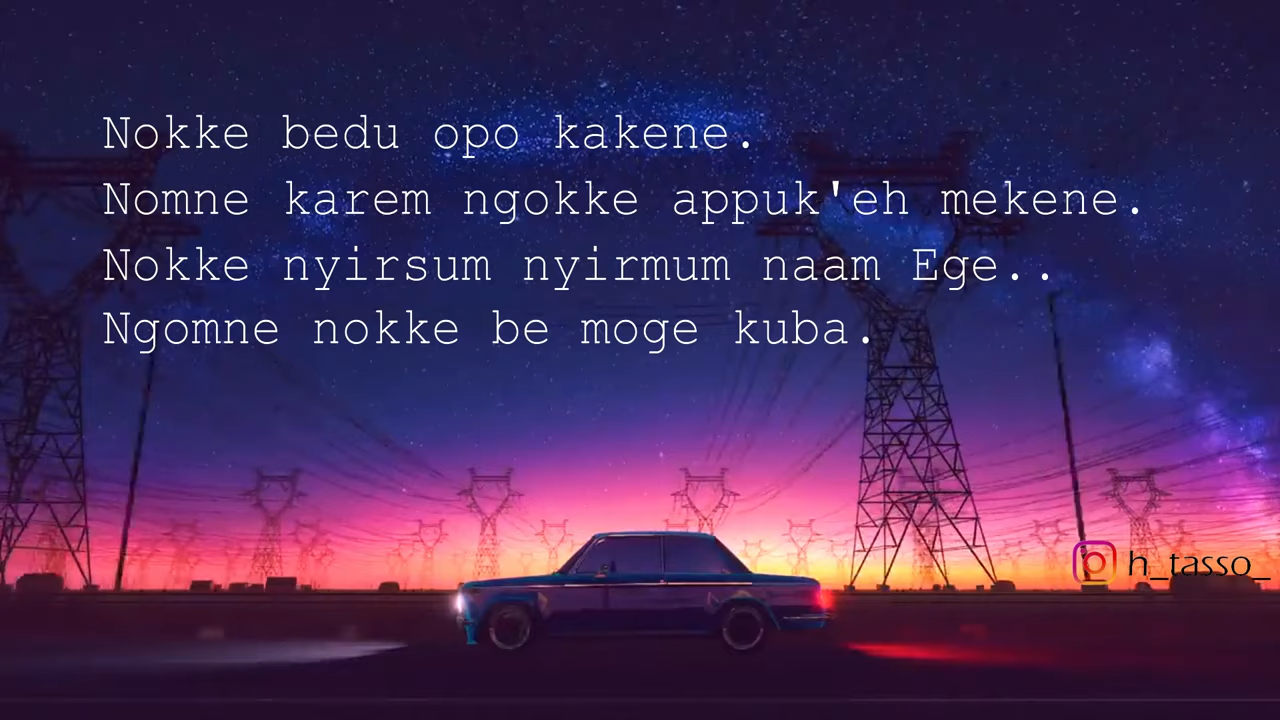 Nokke bedu opo kakene.
Nomne karem ngokke appuk'eh mekene.
Nokke nyirsum nyirmum naam Ege..
Ngomne nokke be moge kuba.
h_tasso_